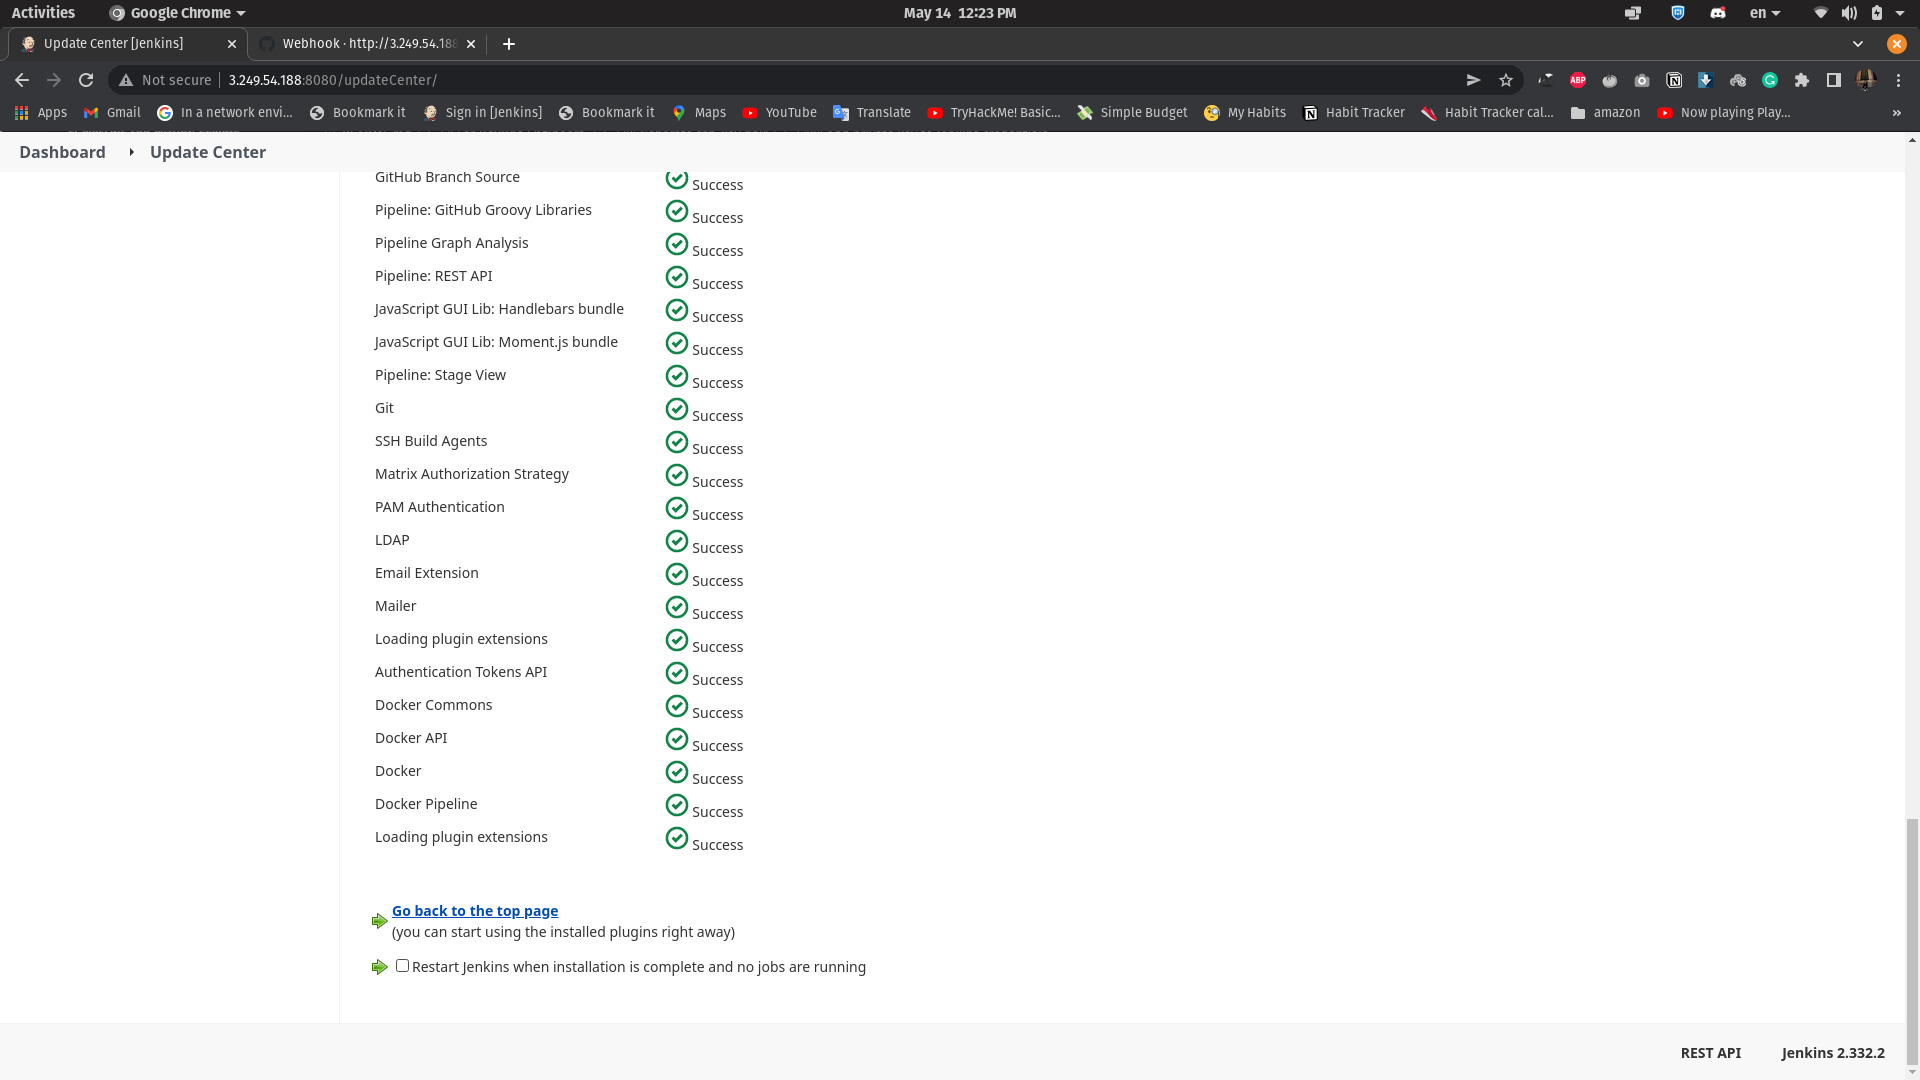 Activities
Google Chrome
May 14 12:23 PM
en
Update Center [Jenkins]
Webhook · http://3.249.54.188
Not secure
3.249.54.188:8080/updateCenter/
ABP
Apps
Gmail
In a network envi...
Bookmark it
Sign in [Jenkins]
Bookmark it
Maps
YouTube
Translate
TryHackMe! Basic...
Simple Budget
My Habits
Habit Tracker
Habit Tracker cal...
amazon
Now playing Play...
»
Dashboard
Update Center
GitHub Branch Source Success
Pipeline: GitHub Groovy Libraries Success
Pipeline Graph Analysis Success
Pipeline: REST API Success
JavaScript GUI Lib: Handlebars bundle Success
JavaScript GUI Lib: Moment.js bundle Success
Pipeline: Stage View Success
Git Success
SSH Build Agents Success
Matrix Authorization Strategy Success
PAM Authentication Success
LDAP Success
Email Extension Success
Mailer Success
Loading plugin extensions Success
Authentication Tokens API Success
Docker Commons Success
Docker API Success
Docker Success
Docker Pipeline Success
Loading plugin extensions Success
Go back to the top page
(you can start using the installed plugins right away)
Restart Jenkins when installation is complete and no jobs are running
REST API
Jenkins 2.332.2